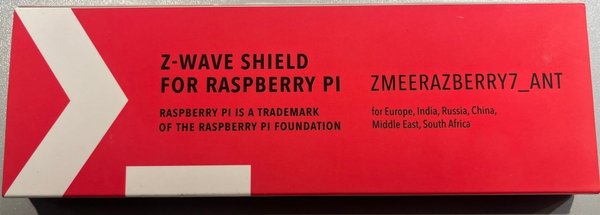 Z-WAVE SHIELD
FOR RASPBERRY PI
RASPBERRY PI IS A TRADEMARK
OF THE RASPBERRY PI FOUNDATION
ZMEERAZBERRY7_ANT
for Europe, India, Russia, China,
Middle East, South Africa